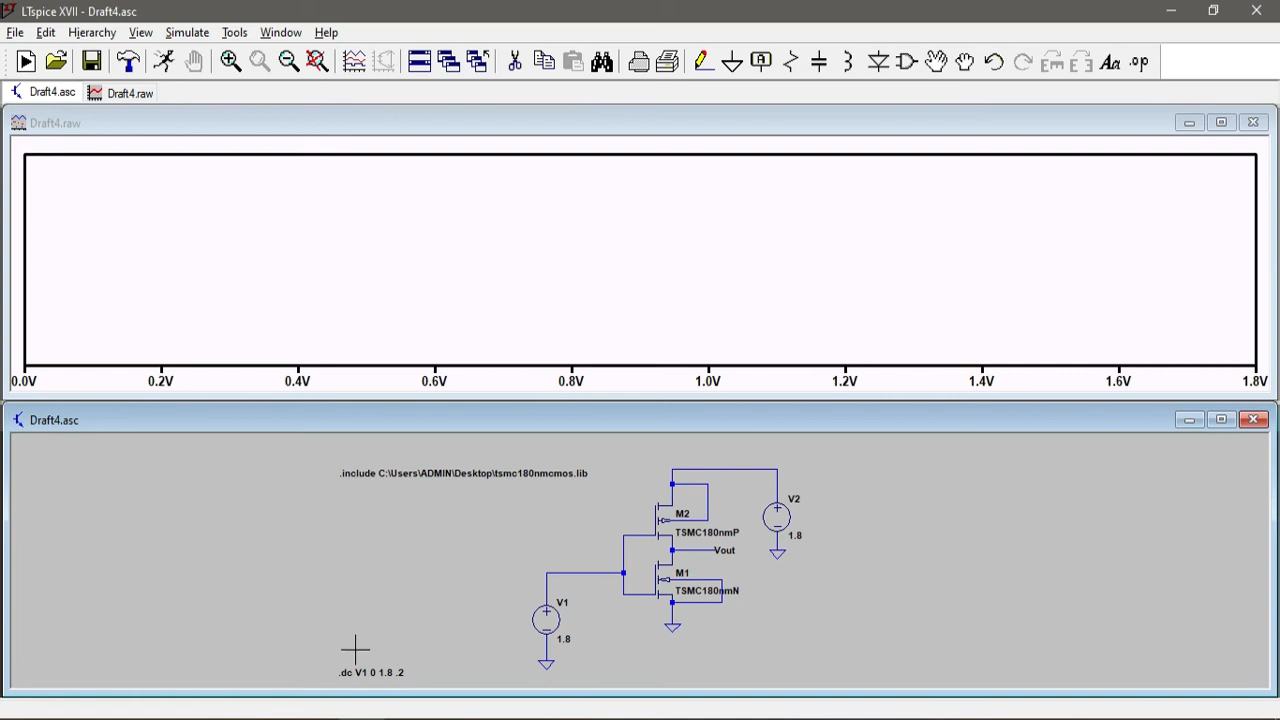 LTspice XVII - Draft4.asc
File Edit Hierarchy View Simulate Tools Window Help
A Aa .op
Draft4.asc Draft4.raw
Draft4.raw
0.0V 0.2V 0.4V 0.6V 0.8V 1.0V 1.2V 1.4V 1.6V 1.8V
Draft4.asc
.include C:\Users\ADMIN\Desktop\tsmc180nmcmos.lib
V2
M2
TSMC180nmP
1.8
Vout
M1
TSMC180nmN
V1
1.8
.dc V1 0 1.8 .2